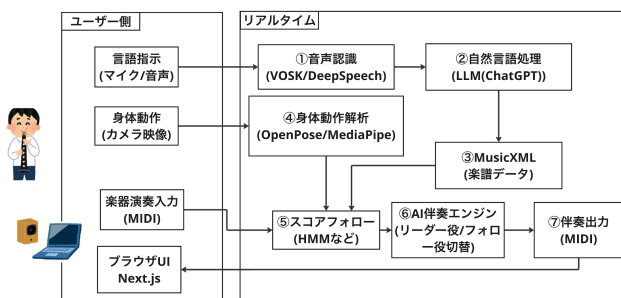 ユーザー側
リアルタイム
言語指示
(マイク/音声)
①音声認識
(VOSK/DeepSpeech)
②自然言語処理
(LLM(ChatGPT))
身体動作
(カメラ映像)
④身体動作解析
(OpenPose/MediaPipe)
③MusicXML
(楽譜データ)
楽器演奏入力
(MIDI)
⑤スコアフォロー
(HMMなど)
⑥AI伴奏エンジン
(リーダー役/フォロ
ー役切替)
⑦伴奏出力
(MIDI)
ブラウザUI
Next.js